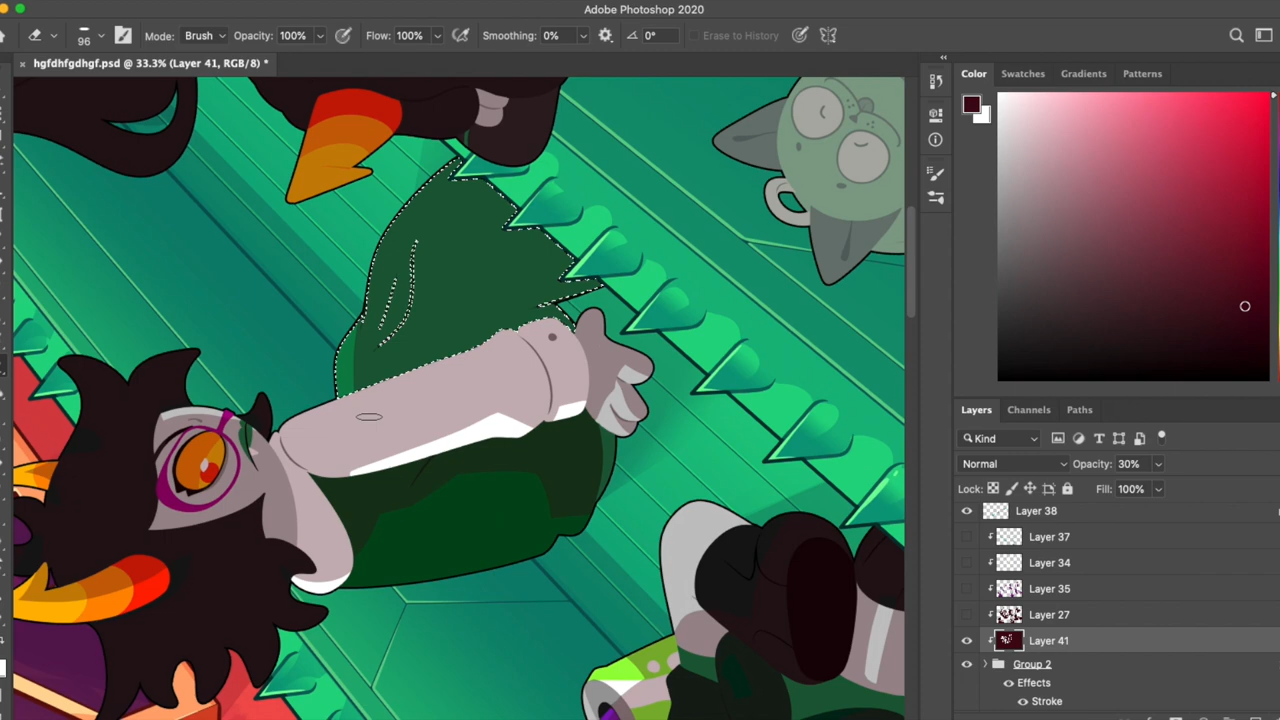 Adobe Photoshop 2020
96 Mode: Brush Opacity: 100% Flow: 100% Smoothing: 0% 0° Erase to History
× hgfdhfgdhgf.psd @ 33.3% (Layer 41, RGB/8) *
Color Swatches Gradients Patterns
Layers Channels Paths
Kind
Normal Opacity: 30%
Lock: Fill: 100%
Layer 38
Layer 37
Layer 34
Layer 35
Layer 27
Layer 41
Group 2
Effects
Stroke